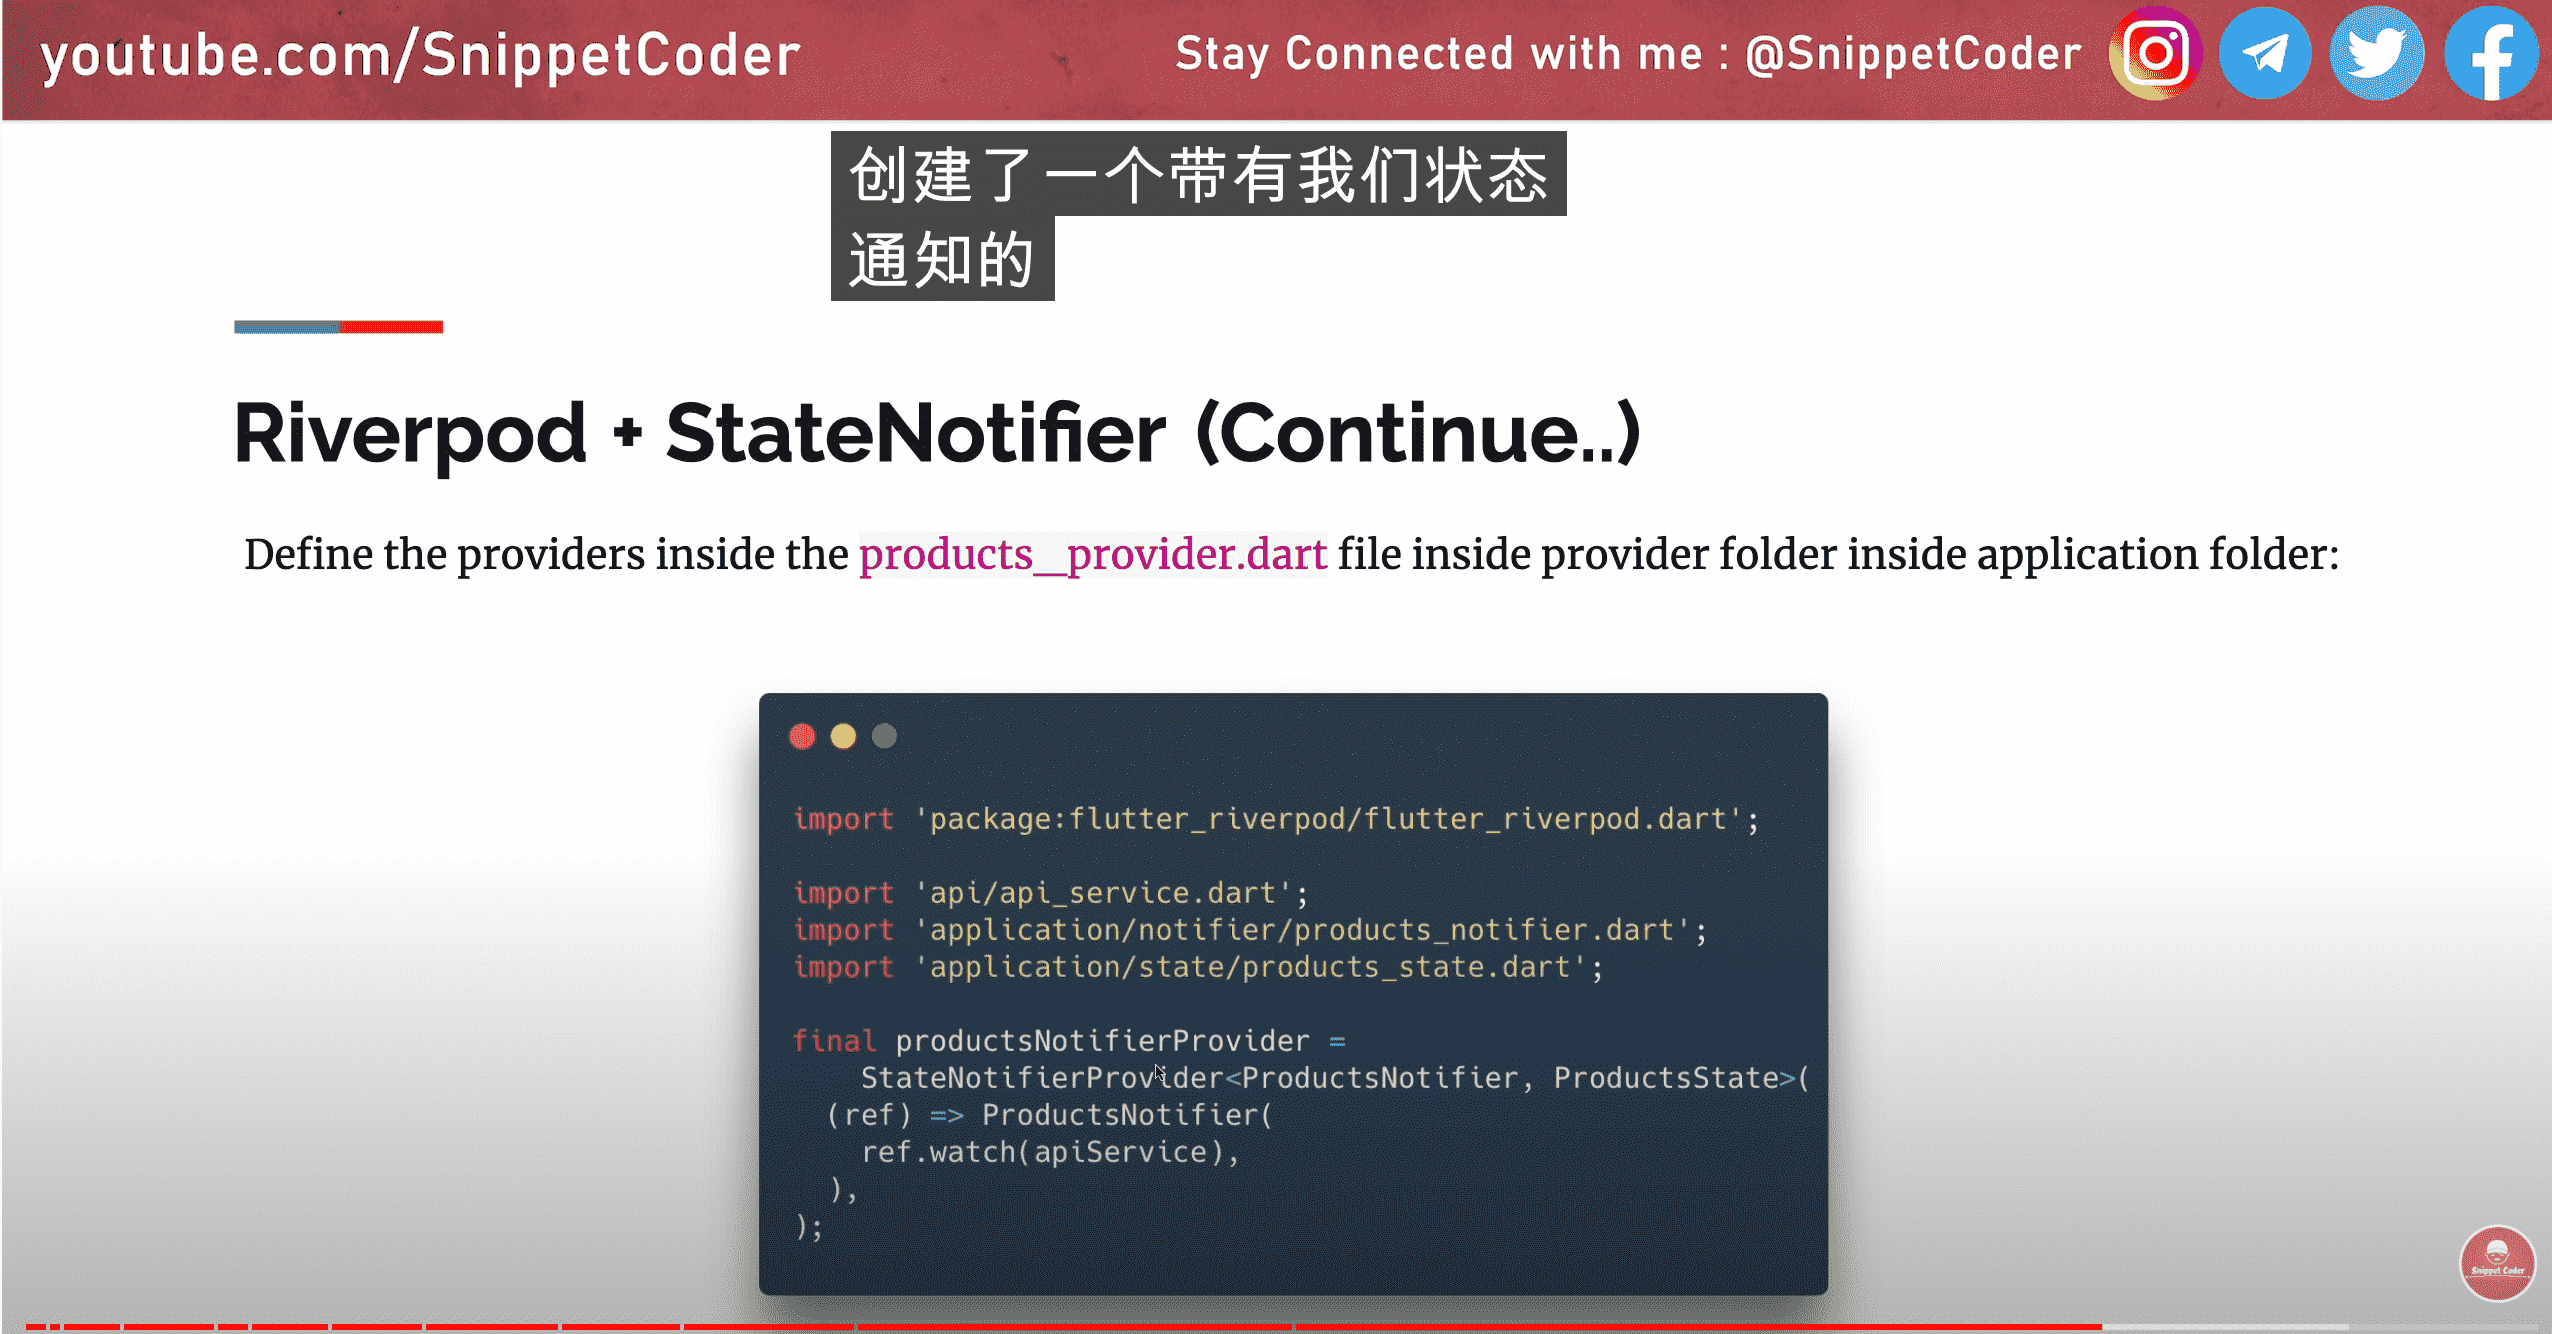 youtube.com/SnippetCoder
Stay Connected with me : @SnippetCoder
创建了一个带有我们状态
通知的
Riverpod + StateNotifier (Continue..)
Define the providers inside the products_provider.dart file inside provider folder inside application folder:
import 'package:flutter_riverpod/flutter_riverpod.dart';
import 'api/api_service.dart';
import 'application/notifier/products_notifier.dart';
import 'application/state/products_state.dart';
final productsNotifierProvider =
StateNotifierProvider<ProductsNotifier, ProductsState>(
(ref) => ProductsNotifier(
ref.watch(apiService),
),
);
Snippet Coder